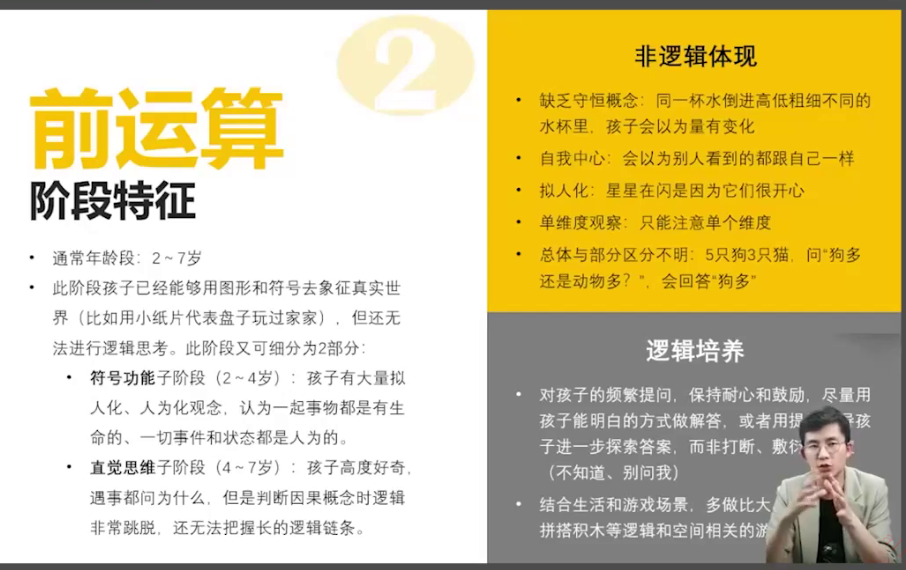 2
前运算
阶段特征
• 通常年龄段：2～7岁
• 此阶段孩子已经能够用图形和符号去象征真实世
界（比如用小纸片代表盘子玩过家家），但还无
法进行逻辑思考。此阶段又可细分为2部分：
• 符号功能子阶段（2～4岁）：孩子有大量拟
人化、人为化观念，认为一起事物都是有生
命的、一切事件和状态都是人为的。
• 直觉思维子阶段（4～7岁）：孩子高度好奇，
遇事都问为什么，但是判断因果概念时逻辑
非常跳脱，还无法把握长的逻辑链条。
非逻辑体现
• 缺乏守恒概念：同一杯水倒进高低粗细不同的
水杯里，孩子会以为量有变化
• 自我中心：会以为别人看到的都跟自己一样
• 拟人化：星星在闪是因为它们很开心
• 单维度观察：只能注意单个维度
• 总体与部分区分不明：5只狗3只猫，问“狗多
还是动物多？”，会回答“狗多”
逻辑培养
• 对孩子的频繁提问，保持耐心和鼓励，尽量用
孩子能明白的方式做解答，或者用提 孩
子进一步探索答案，而非打断、敷衍
（不知道、别问我）
• 结合生活和游戏场景，多做比大
拼搭积木等逻辑和空间相关的游